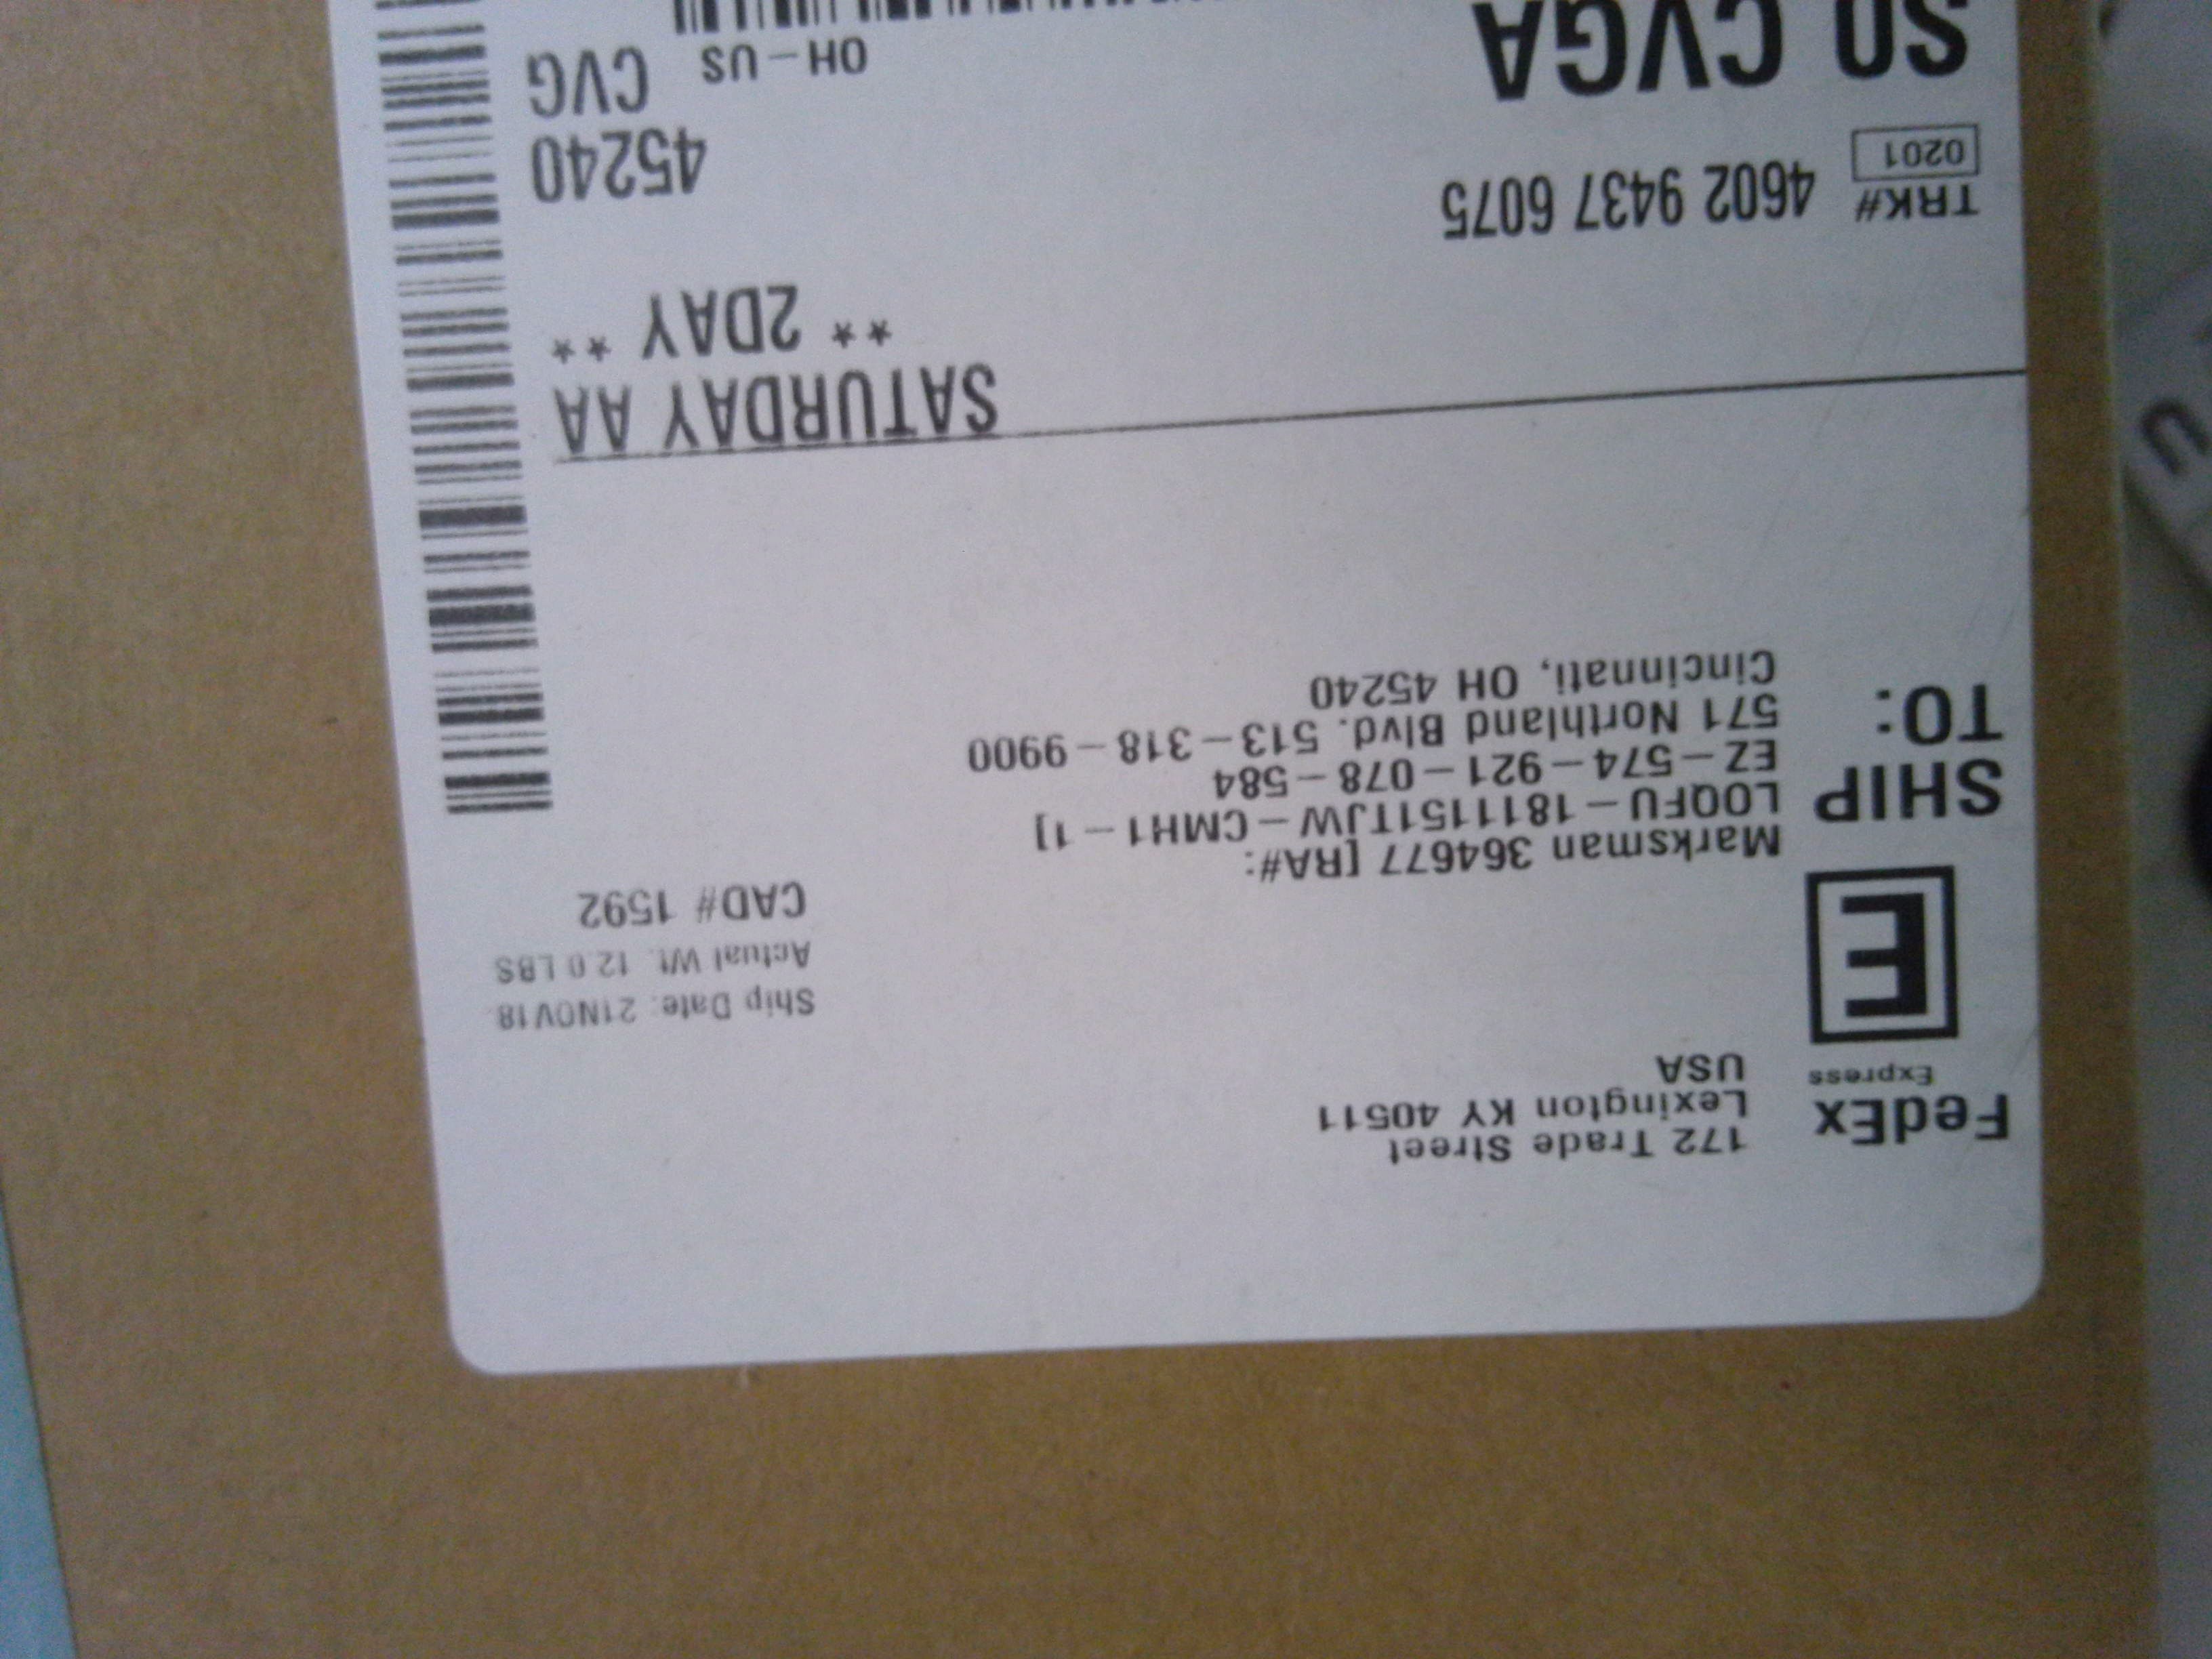 172 Trade Street
Lexington KY 40511
USA
FedEx
Express
E
Ship Date: 21NOV18
Actual Wt. 12.0 LBS
CAD# 1592
SHIP
TO:
Marksman 364677 [RA#:
LOQFU-1811151TJW-CMH1-1]
EZ-574-921-078-584
571 Northland Blvd. 513-318-9900
Cincinnati, OH 45240
SATURDAY AA
** 2DAY **
TRK#
0201
4602 9437 6075
45240
OH-US CVG
S0 CVGA